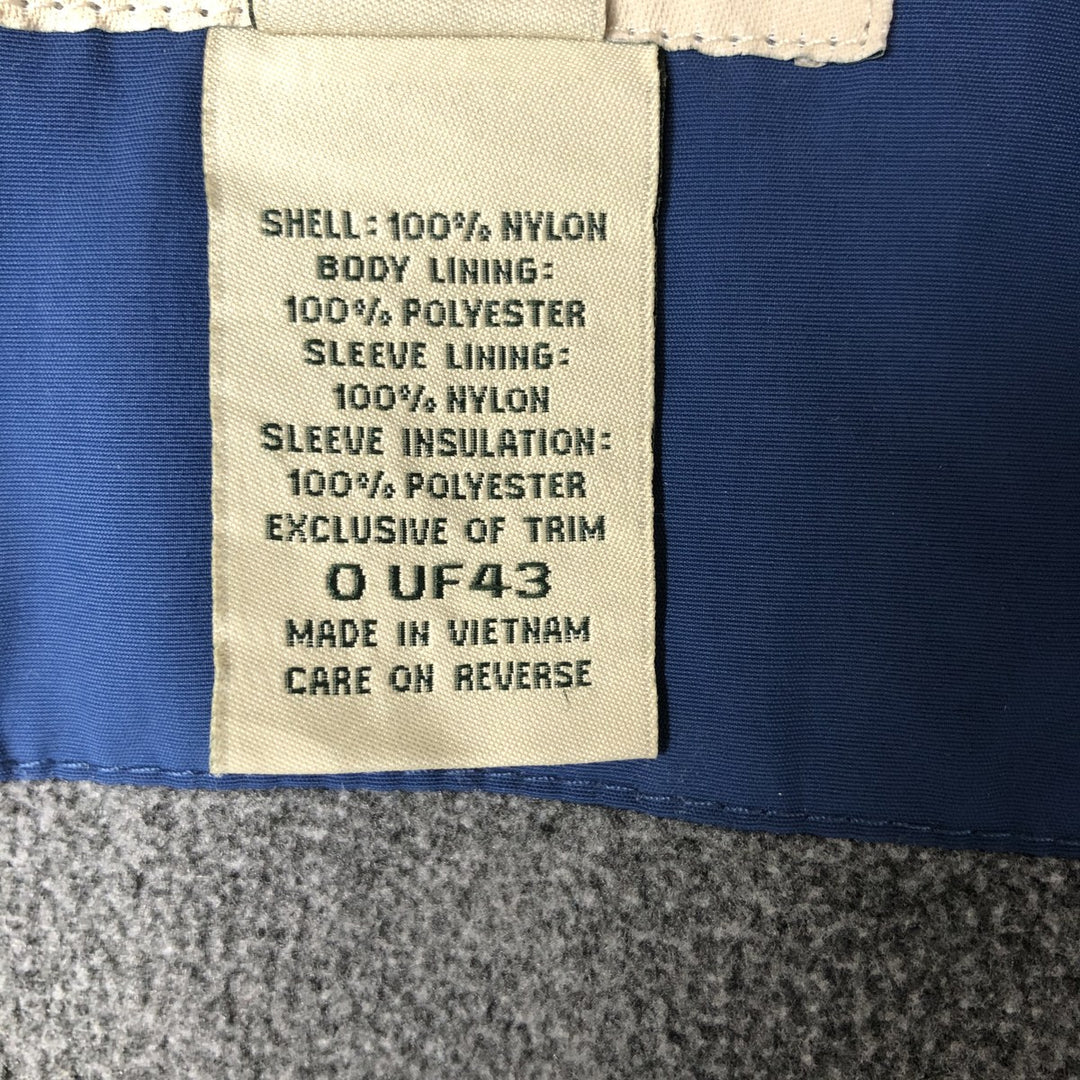 SHELL: 100% NYLON
BODY LINING:
100% POLYESTER
SLEEVE LINING:
100% NYLON
SLEEVE INSULATION:
100% POLYESTER
EXCLUSIVE OF TRIM
0 UF43
MADE IN VIETNAM
CARE ON REVERSE